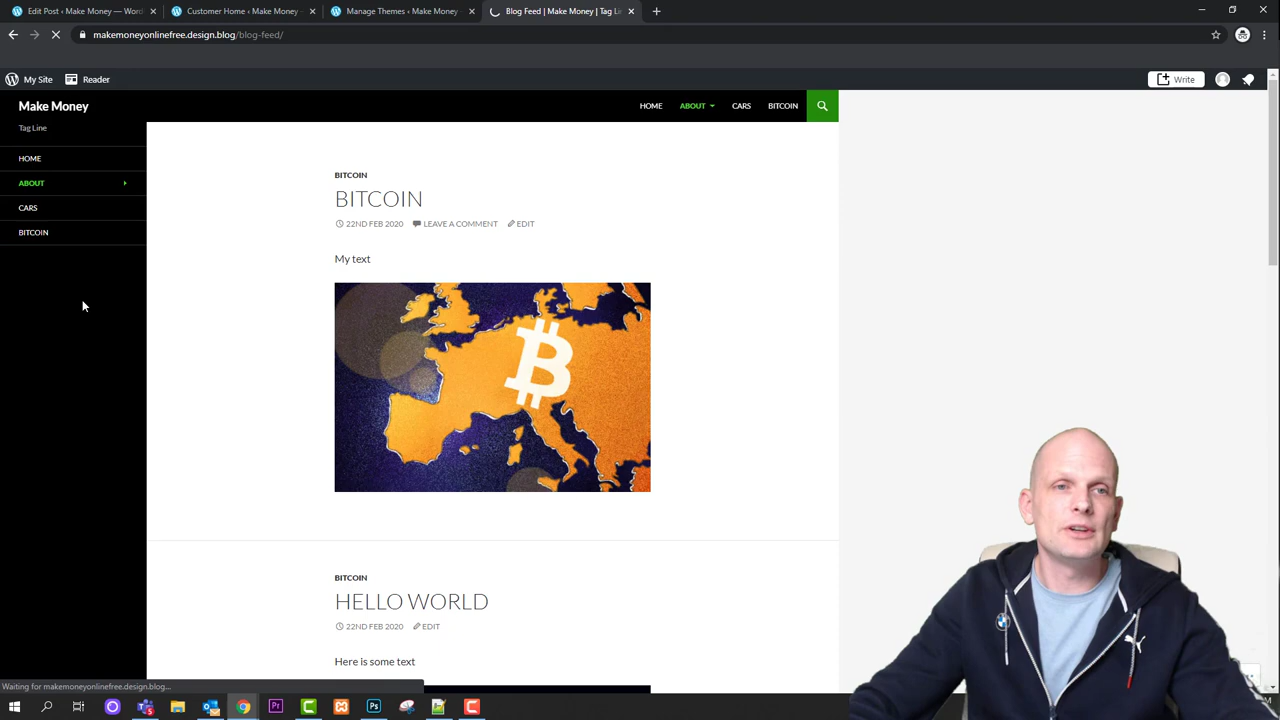 Edit Post ‹ Make Money — Wor
Customer Home ‹ Make Money —
Manage Themes ‹ Make Money —
Blog Feed | Make Money | Tag Lin
makemoneyonlinefree.design.blog/blog-feed/
My Site
Reader
Write
Make Money
HOME
ABOUT
CARS
BITCOIN
Tag Line
HOME
ABOUT
CARS
BITCOIN
BITCOIN
BITCOIN
22ND FEB 2020
LEAVE A COMMENT
EDIT
My text
BITCOIN
HELLO WORLD
22ND FEB 2020
EDIT
Here is some text
Waiting for makemoneyonlinefree.design.blog...